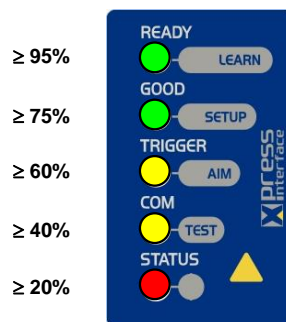 READY
≥ 95% LEARN
GOOD
≥ 75% SETUP
TRIGGER
≥ 60% AIM
COM
≥ 40% TEST
STATUS
≥ 20%
Xpress
interface